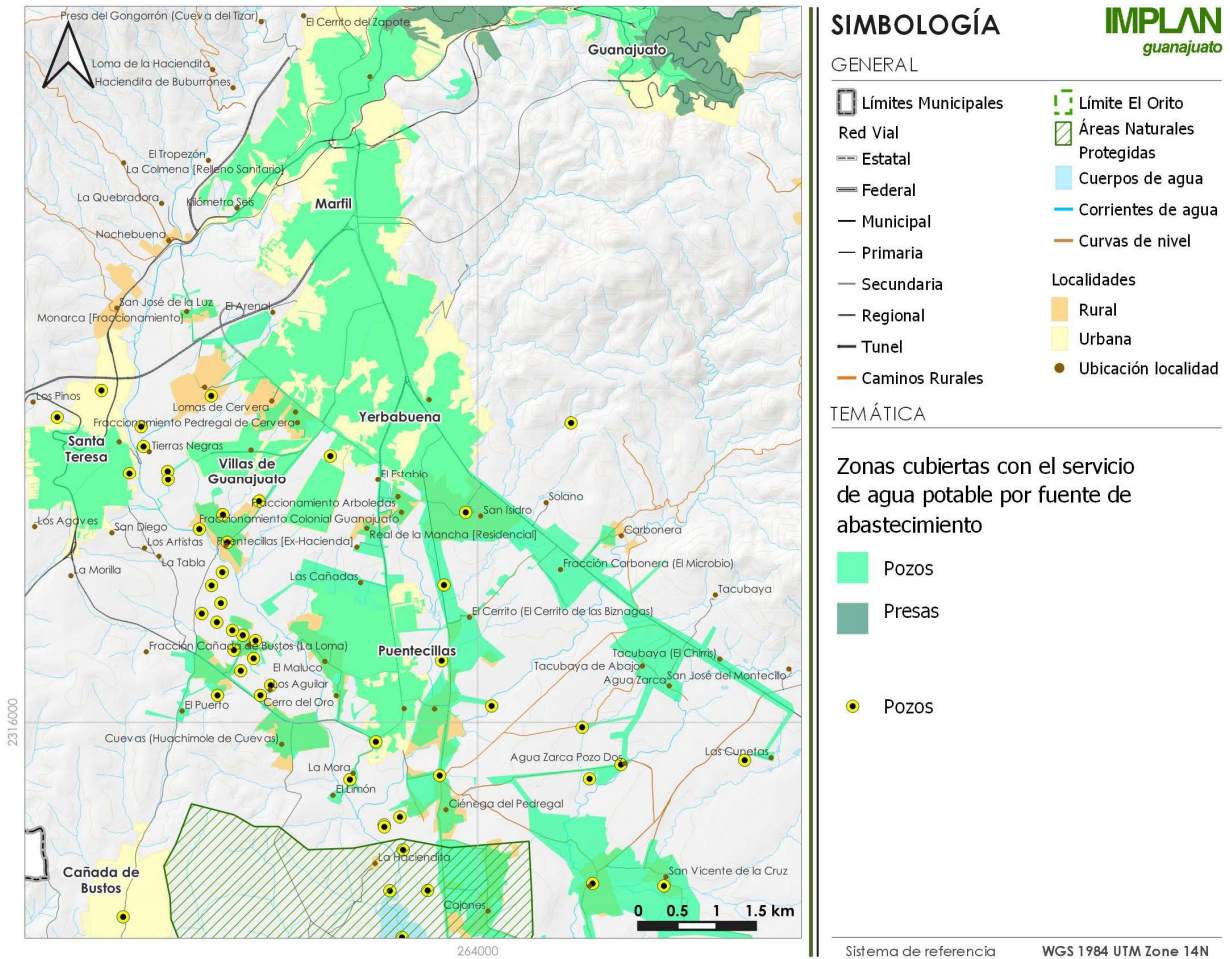 Presa del Gongorrón (Cueva del Tizar)
El Cerrito del Zapote
Guanajuato
Loma de la Haciendita
Haciendita de Buburrones
El Tropezón
La Colmena [Relleno Sanitario]
La Quebradora
Kilómetro Seis
Marfil
Nochebuena
San José de la Luz
El Arenal
Monarca [Fraccionamiento]
Los Pinos
Lomas de Cervera
Fraccionamiento Pedregal de Cervera
Yerbabuena
Santa
Teresa
Tierras Negras
Villas de
Guanajuato
El Establo
Fraccionamiento Arboledas
Solano
San Isidro
Los Agaves
San Diego
Fraccionamiento Colonial Guanajuato
Real de la Mancha [Residencial]
Carbonera
Los Artistas
Puentecillas [Ex-Hacienda]
La Tabla
La Morilla
Las Cañadas
Fracción Carbonera (El Microbio)
Tacubaya
El Cerrito (El Cerrito de las Biznagas)
Fracción Cañada de Bustos (La Loma)
Puentecillas
El Maluco
Tacubaya (El Chirris)
Tacubaya de Abajo
Agua Zarca
San José del Montecillo
Los Aguilar
Cerro del Oro
El Puerto
Cuevas (Huachimole de Cuevas)
La Mora
El Limón
Agua Zarca Pozo Dos
Las Cunetas
Ciénega del Pedregal
La Haciendita
San Vicente de la Cruz
Cañada de
Bustos
Cajones
0 0.5 1 1.5 km
2316000
264000
SIMBOLOGÍA
IMPLAN
guanajuato
GENERAL
Límites Municipales
Red Vial
Estatal
Federal
Municipal
Primaria
Secundaria
Regional
Tunel
Caminos Rurales
Límite El Orito
Áreas Naturales
Protegidas
Cuerpos de agua
Corrientes de agua
Curvas de nivel
Localidades
Rural
Urbana
Ubicación localidad
TEMÁTICA
Zonas cubiertas con el servicio
de agua potable por fuente de
abastecimiento
Pozos
Presas
Pozos
Sistema de referencia WGS 1984 UTM Zone 14N